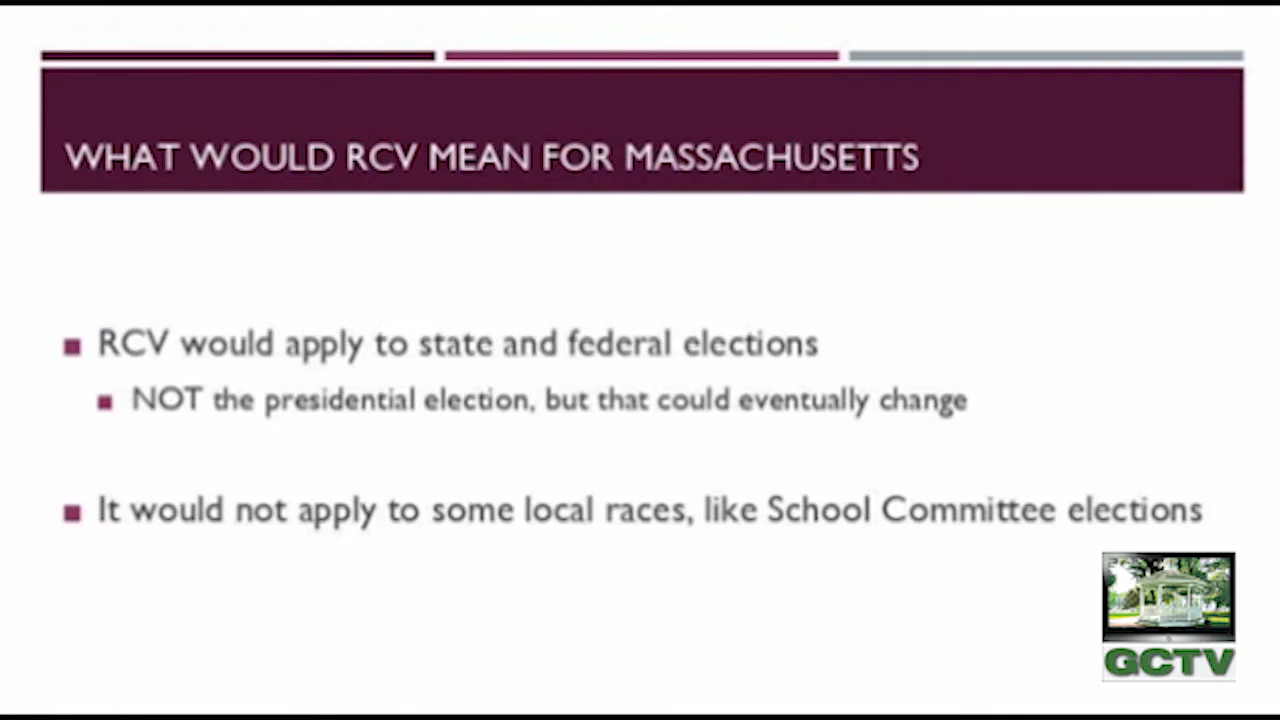 WHAT WOULD RCV MEAN FOR MASSACHUSETTS
RCV would apply to state and federal elections
NOT the presidential election, but that could eventually change
It would not apply to some local races, like School Committee elections
GCTV